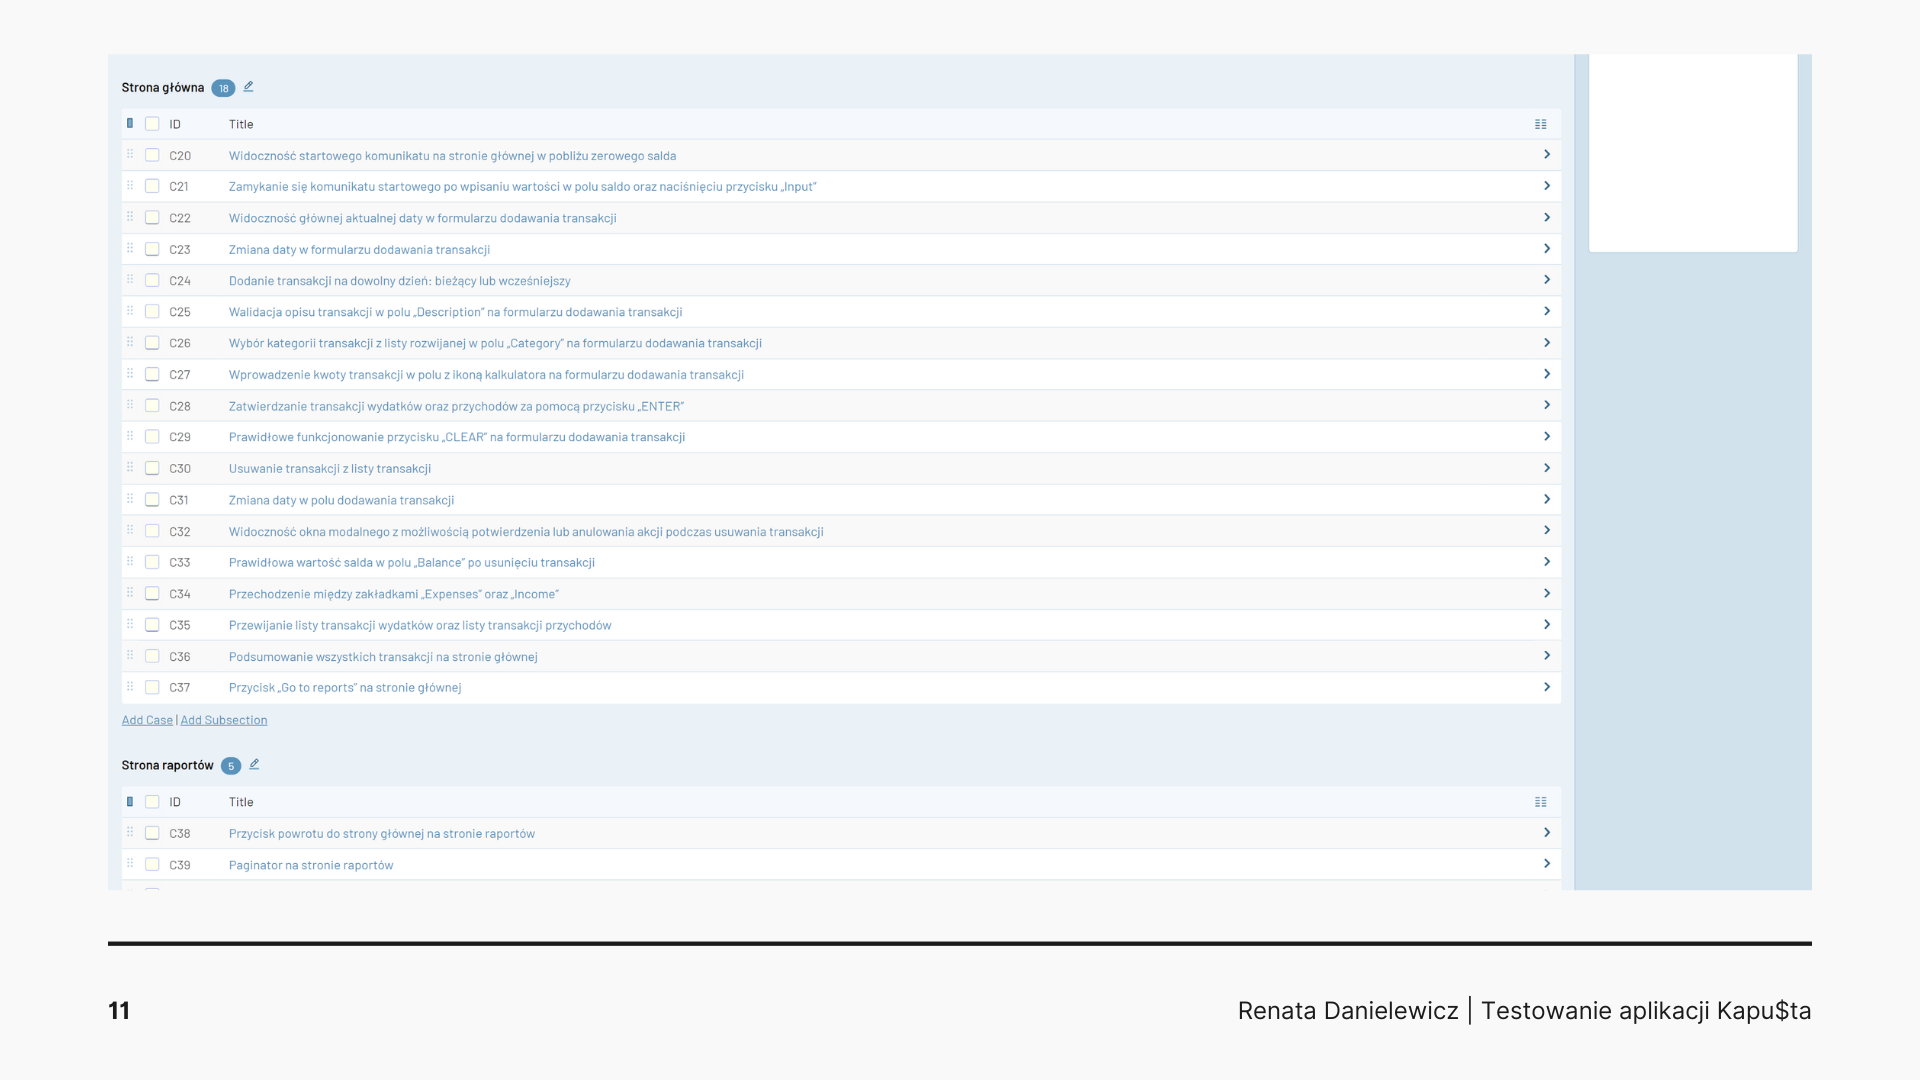 Strona główna 18
ID Title
C20 Widoczność startowego komunikatu na stronie głównej w pobliżu zerowego salda
C21 Zamykanie się komunikatu startowego po wpisaniu wartości w polu saldo oraz naciśnięciu przycisku „Input”
C22 Widoczność głównej aktualnej daty w formularzu dodawania transakcji
C23 Zmiana daty w formularzu dodawania transakcji
C24 Dodanie transakcji na dowolny dzień: bieżący lub wcześniejszy
C25 Walidacja opisu transakcji w polu „Description” na formularzu dodawania transakcji
C26 Wybór kategorii transakcji z listy rozwijanej w polu „Category” na formularzu dodawania transakcji
C27 Wprowadzenie kwoty transakcji w polu z ikoną kalkulatora na formularzu dodawania transakcji
C28 Zatwierdzanie transakcji wydatków oraz przychodów za pomocą przycisku „ENTER”
C29 Prawidłowe funkcjonowanie przycisku „CLEAR” na formularzu dodawania transakcji
C30 Usuwanie transakcji z listy transakcji
C31 Zmiana daty w polu dodawania transakcji
C32 Widoczność okna modalnego z możliwością potwierdzenia lub anulowania akcji podczas usuwania transakcji
C33 Prawidłowa wartość salda w polu „Balance” po usunięciu transakcji
C34 Przechodzenie między zakładkami „Expenses” oraz „Income”
C35 Przewijanie listy transakcji wydatków oraz listy transakcji przychodów
C36 Podsumowanie wszystkich transakcji na stronie głównej
C37 Przycisk „Go to reports” na stronie głównej
Add Case | Add Subsection
Strona raportów 5
ID Title
C38 Przycisk powrotu do strony głównej na stronie raportów
C39 Paginator na stronie raportów
11
Renata Danielewicz | Testowanie aplikacji Kapu$ta